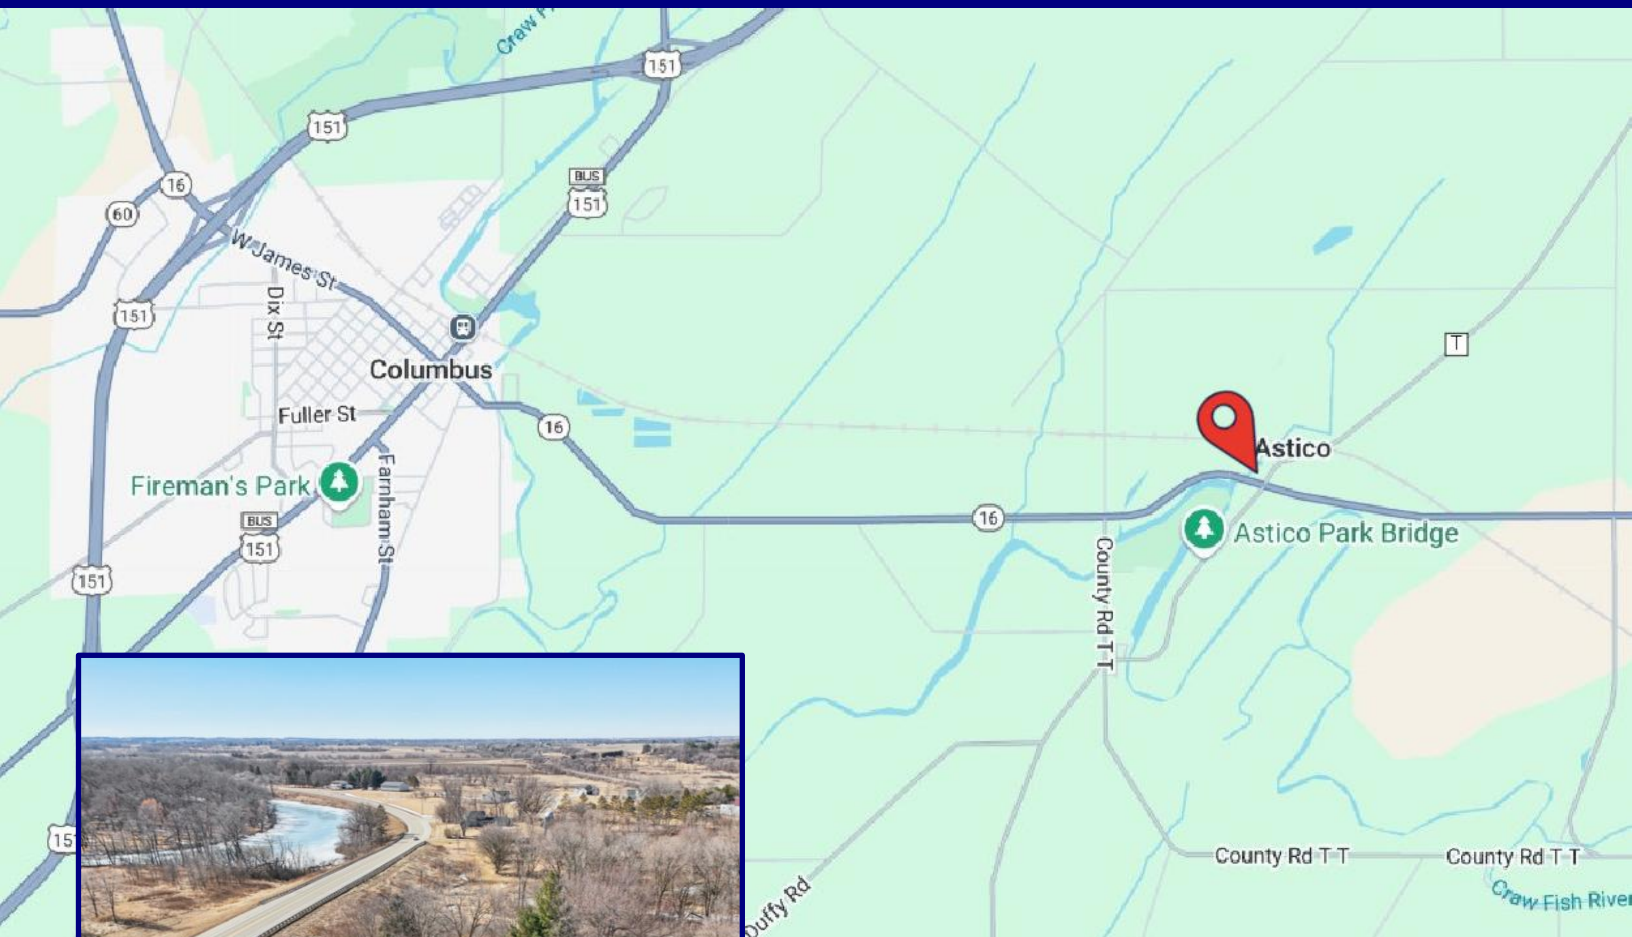 Craw
151
151
BUS
151
16
60
W James St
151
Dix St
T
Columbus
Fuller St
16
Astico
Farnham St
Fireman's Park
BUS
151
16
Astico Park Bridge
151
County Rd T T
15
County Rd T T
County Rd T T
Duffy Rd
Craw Fish River